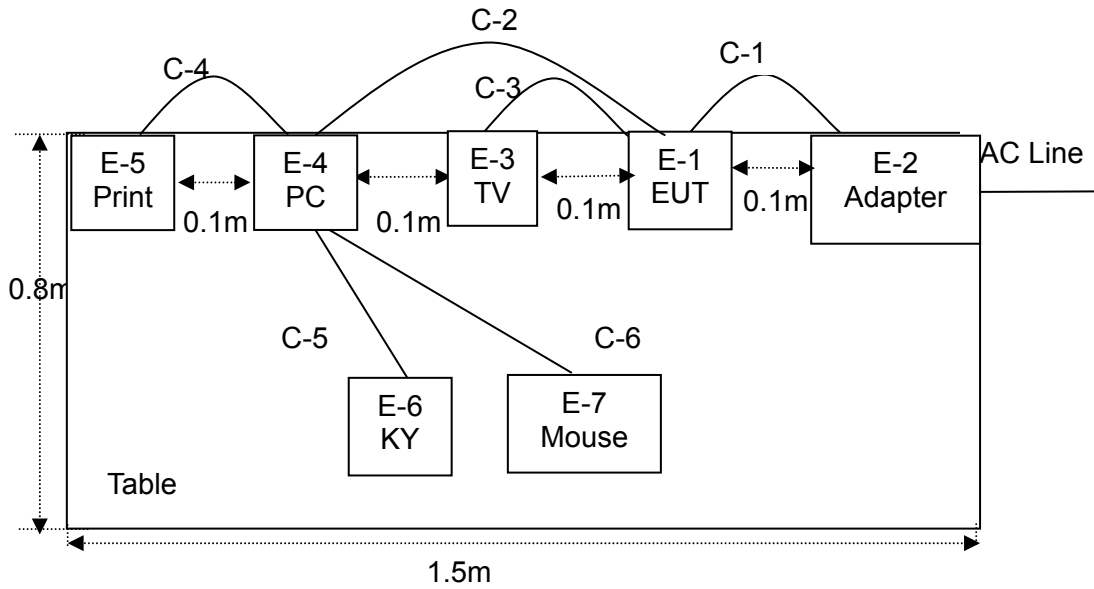 C-2
C-1
C-4
C-3
E-5
Print
E-4
PC
E-3
TV
E-1
EUT
E-2
Adapter
AC Line
0.1m
0.1m
0.1m
0.1m
0.8m
C-5
C-6
E-6
KY
E-7
Mouse
Table
1.5m